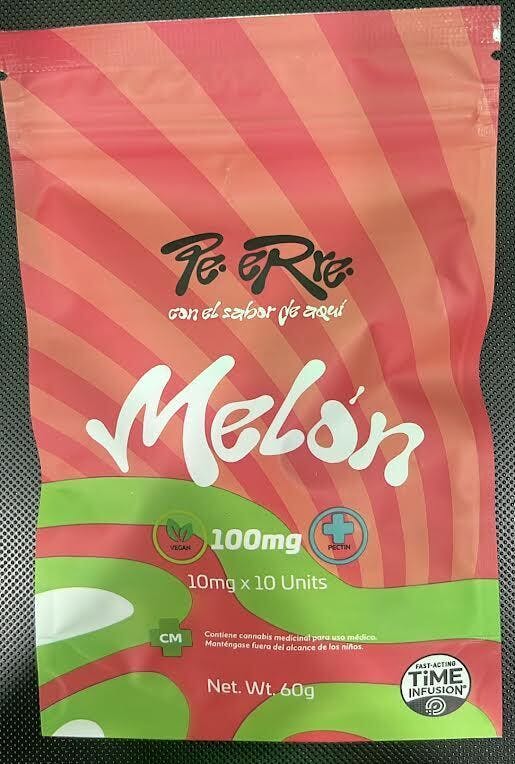 Pe. eRre.
con el sabor de aquí
Melón
VEGAN
100mg
PECTIN
10mg x 10 Units
CM
Contiene cannabis medicinal para uso médico.
Manténgase fuera del alcance de los niños.
Net. Wt. 60g
FAST-ACTING
TiME
INFUSION®